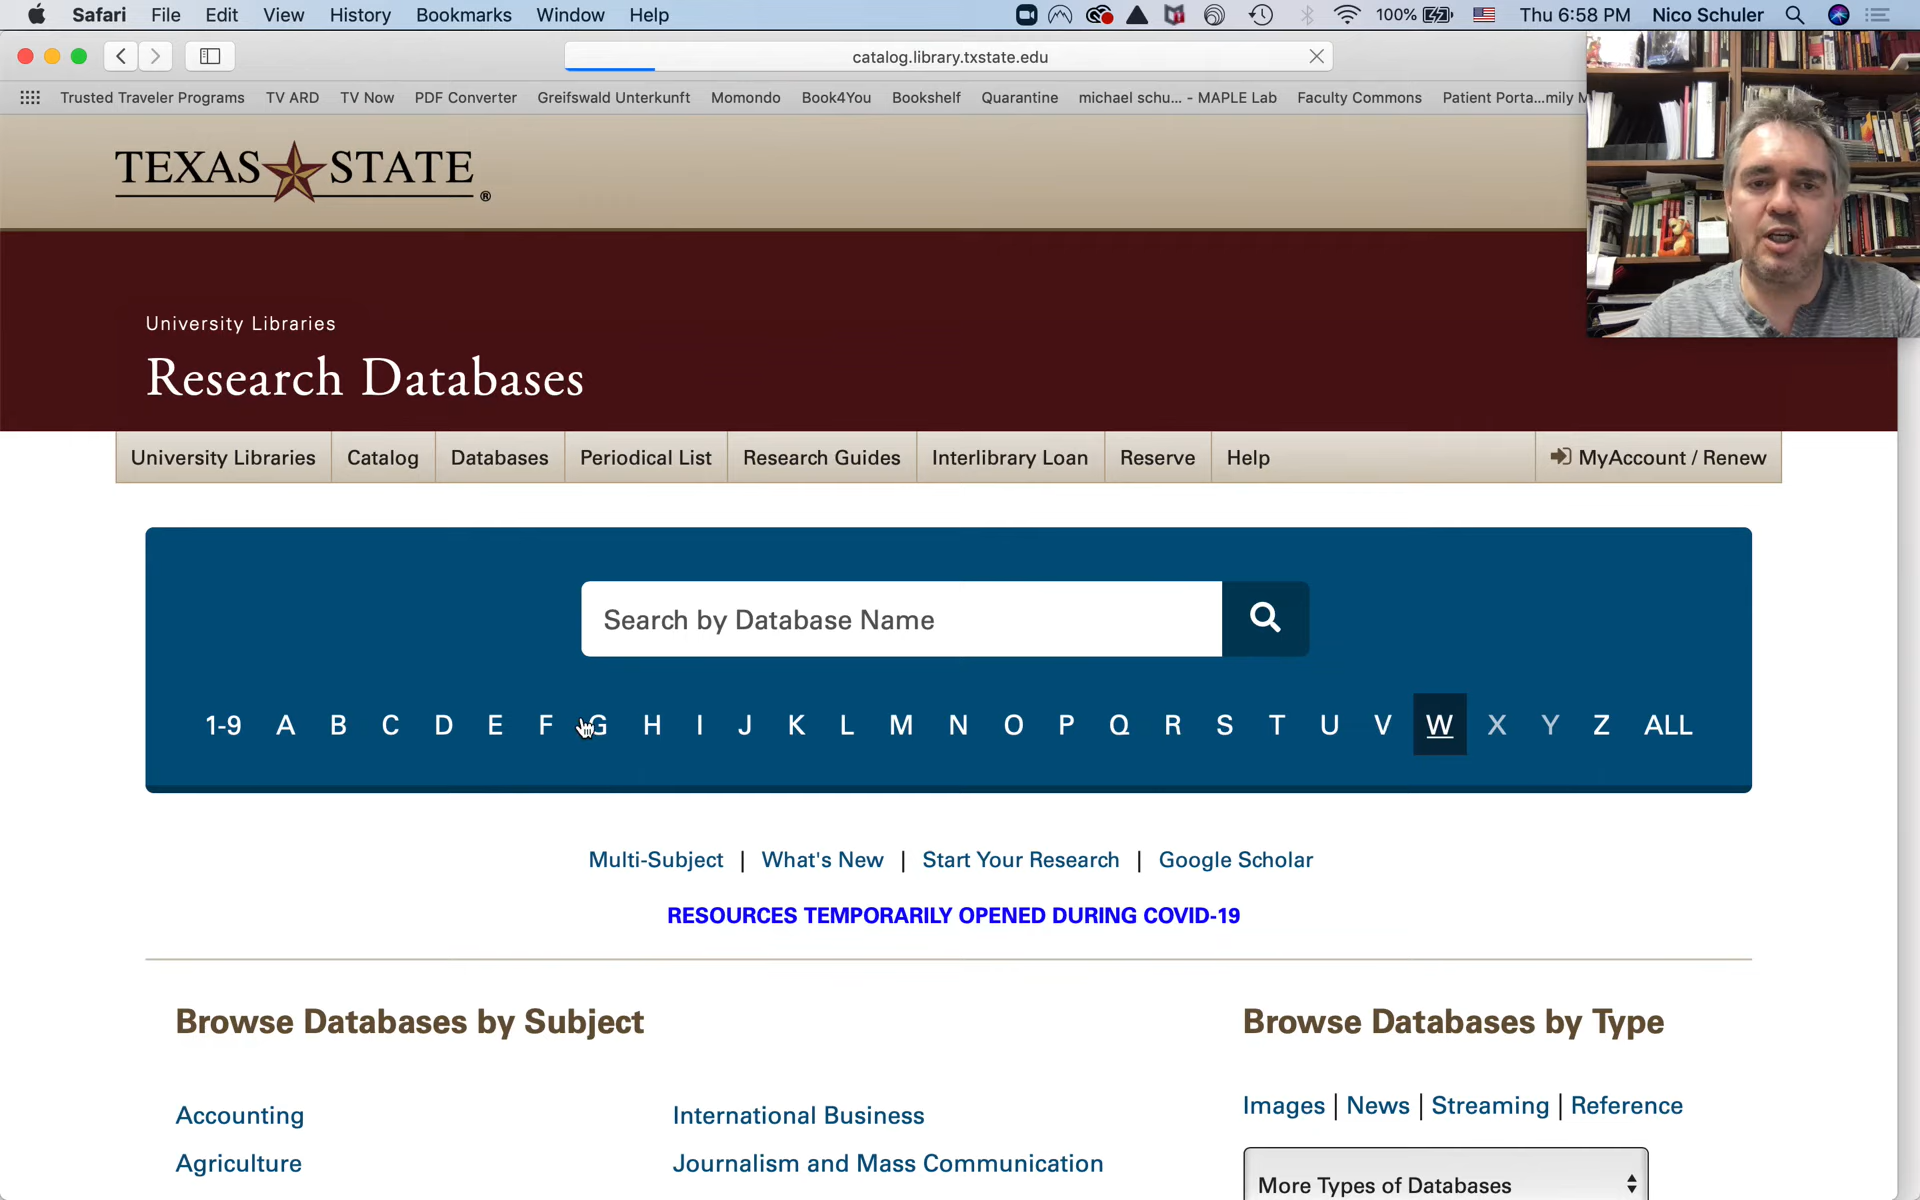 Safari File Edit View History Bookmarks Window Help 100% Thu 6:58 PM Nico Schuler
catalog.library.txstate.edu
Trusted Traveler Programs TV ARD TV Now PDF Converter Greifswald Unterkunft Momondo Book4You Bookshelf Quarantine michael schu... - MAPLE Lab Faculty Commons Patient Porta...mily M
TEXAS STATE ®
University Libraries
Research Databases
University Libraries Catalog Databases Periodical List Research Guides Interlibrary Loan Reserve Help MyAccount / Renew
Search by Database Name
1-9 A B C D E F G H I J K L M N O P Q R S T U V W X Y Z ALL
Multi-Subject | What's New | Start Your Research | Google Scholar
RESOURCES TEMPORARILY OPENED DURING COVID-19
Browse Databases by Subject
Browse Databases by Type
Accounting
International Business
Images | News | Streaming | Reference
Agriculture
Journalism and Mass Communication
More Types of Databases